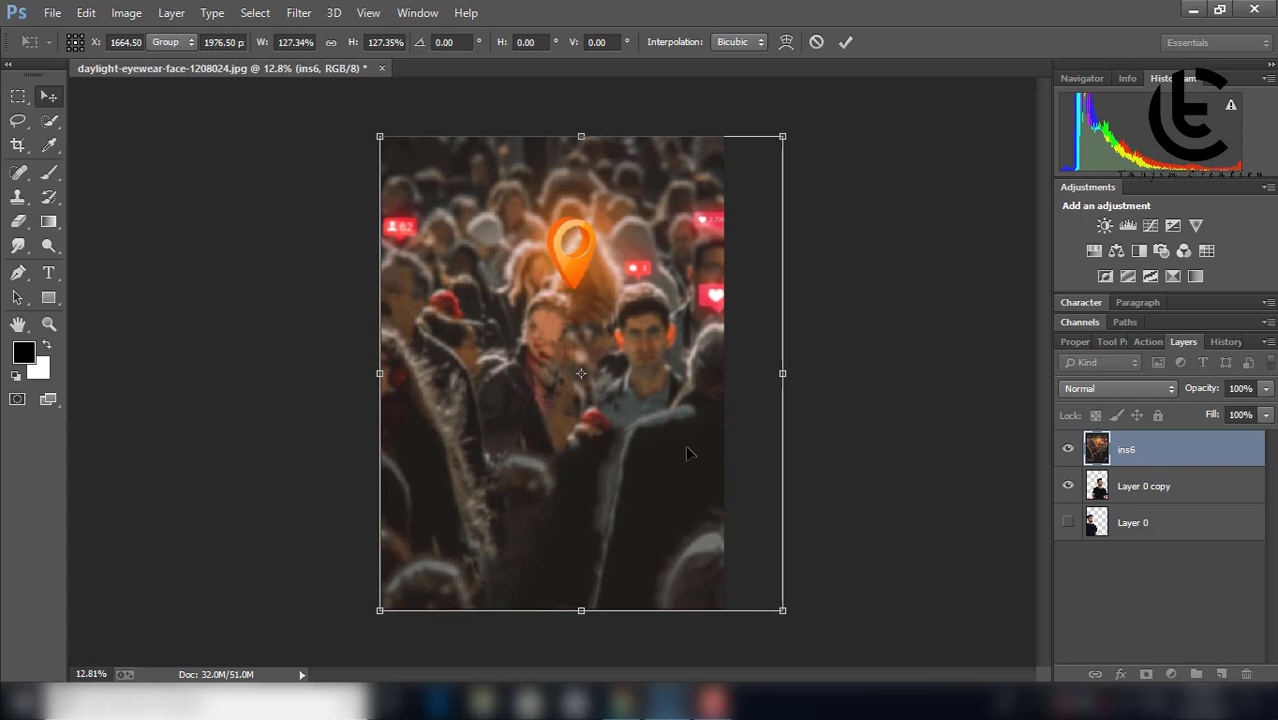 Ps File Edit Image Layer Type Select Filter 3D View Window Help
X: 1664.50 Group 1976.50 p: W: 127.34% H: 127.35% 0.00 ° H: 0.00 ° V: 0.00 ° Interpolation: Bicubic Essentials
daylight-eyewear-face-1208024.jpg @ 12.8% (ins6, RGB/8) *
Navigator Info
Adjustments
Add an adjustment
Character Paragraph
Channels Paths
Proper Tool P Action Layers History
Kind
Normal Opacity: 100%
Lock: Fill: 100%
ins6
Layer 0 copy
Layer 0
62
12.81% Doc: 32.0M/51.0M